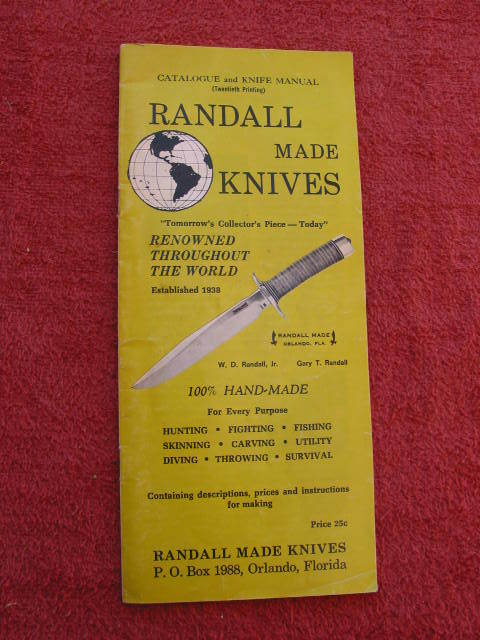 CATALOGUE and KNIFE MANUAL
(Twentieth Printing)
RANDALL
MADE
KNIVES
"Tomorrow's Collector's Piece — Today"
RENOWNED
THROUGHOUT
THE WORLD
Established 1938
RANDALL MADE
ORLANDO, FLA.
W. D. Randall, Jr. Gary T. Randall
100% HAND-MADE
For Every Purpose
HUNTING • FIGHTING • FISHING
SKINNING • CARVING • UTILITY
DIVING • THROWING • SURVIVAL
Containing descriptions, prices and instructions
for making
Price 25c
RANDALL MADE KNIVES
P. O. Box 1988, Orlando, Florida